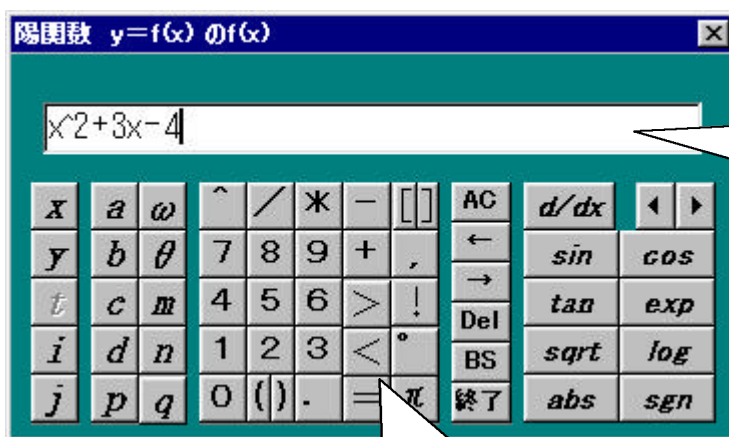 陽関数 y=f(x) のf(x)
x^2+3x-4
x a ω ^ / * - [ ] AC d/dx ◀ ▶
y b θ 7 8 9 + , ← sin cos
t c m 4 5 6 > ! → Del tan exp
i d n 1 2 3 < ° BS sqrt log
j p q 0 ( ) . = π 終了 abs sgn